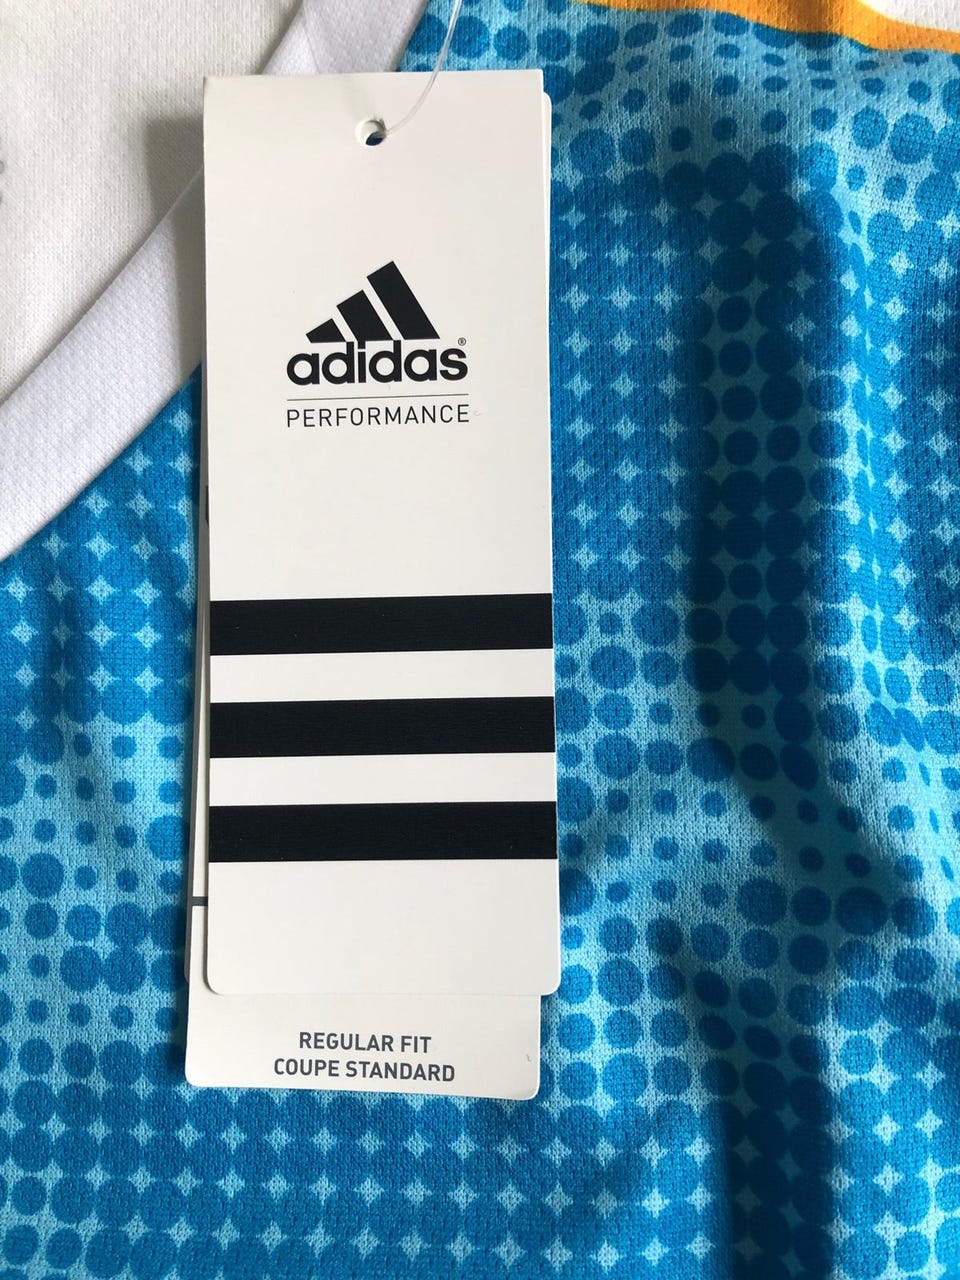 adidas®
PERFORMANCE
REGULAR FIT
COUPE STANDARD